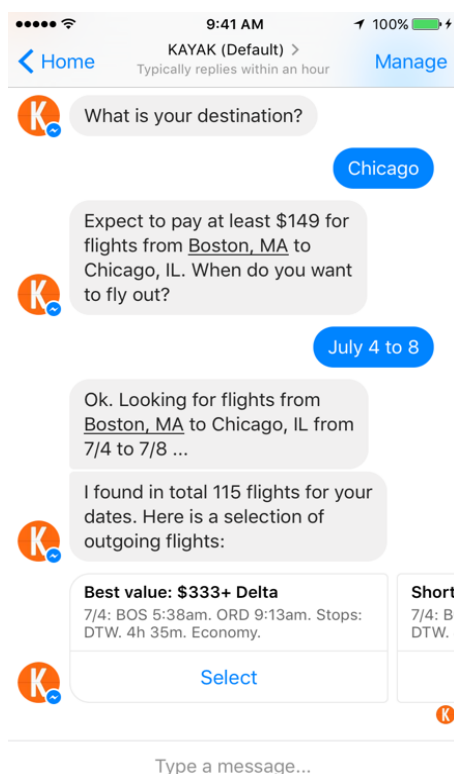 9:41 AM
100%
Home
KAYAK (Default) >
Typically replies within an hour
Manage
What is your destination?
Chicago
Expect to pay at least $149 for
flights from Boston, MA to
Chicago, IL. When do you want
to fly out?
July 4 to 8
Ok. Looking for flights from
Boston, MA to Chicago, IL from
7/4 to 7/8 ...
I found in total 115 flights for your
dates. Here is a selection of
outgoing flights:
Best value: $333+ Delta
7/4: BOS 5:38am. ORD 9:13am. Stops:
DTW. 4h 35m. Economy.
Select
Short
7/4: B
DTW.
Type a message...